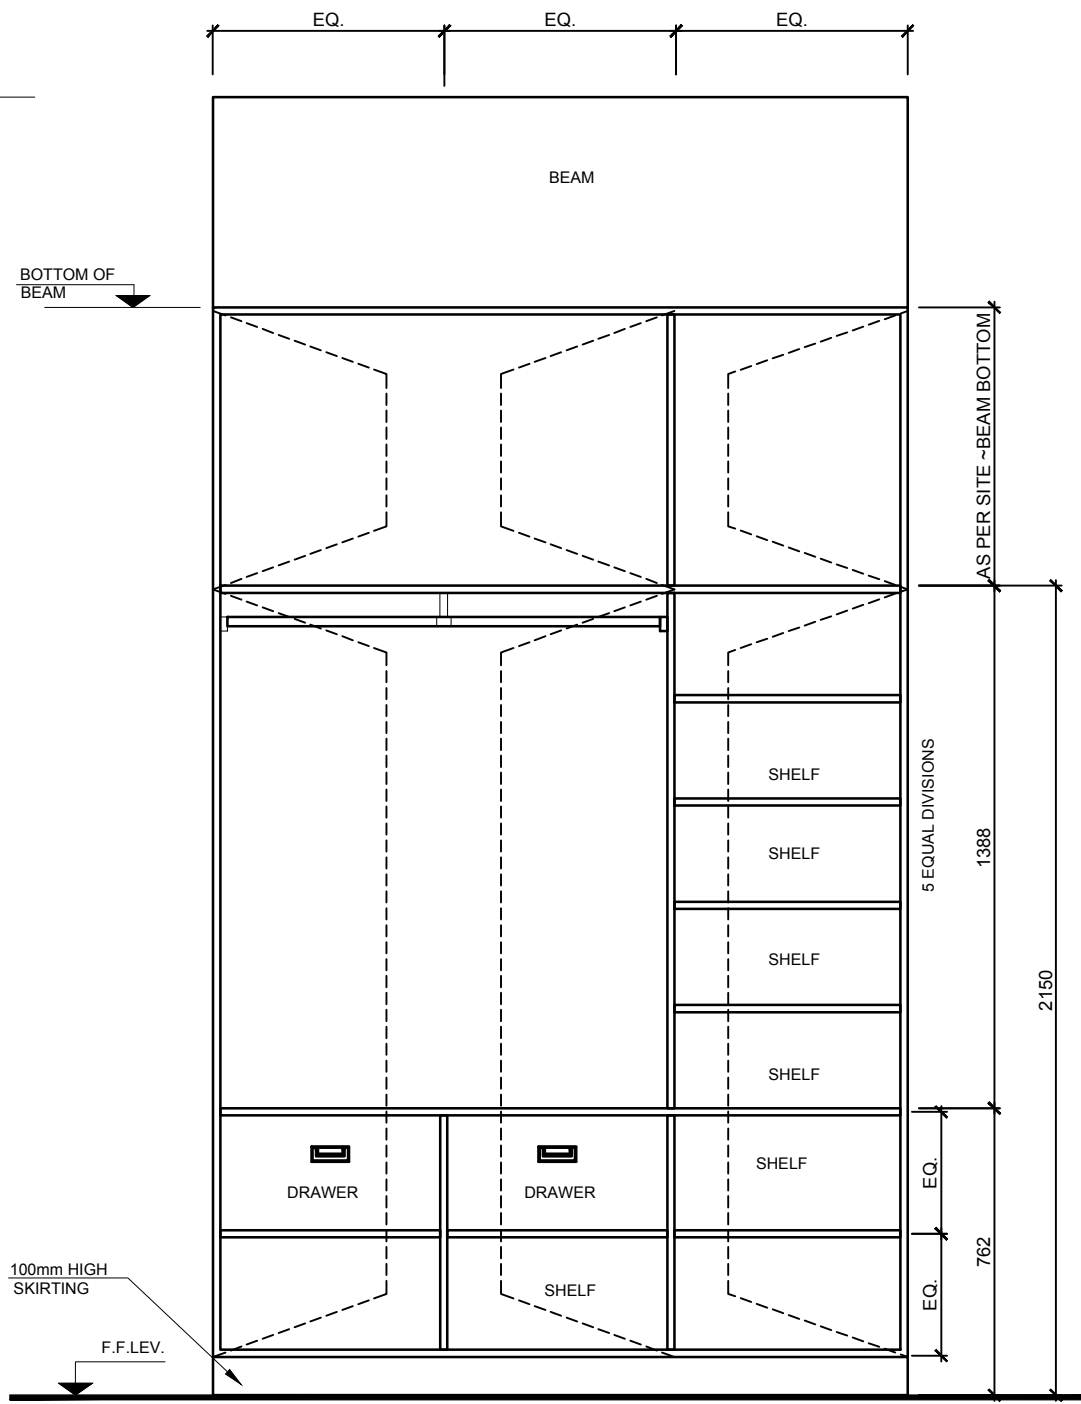 EQ.
EQ.
EQ.
BEAM
BOTTOM OF
BEAM
AS PER SITE ~BEAM BOTTOM
SHELF
5 EQUAL DIVISIONS
1388
SHELF
SHELF
2150
SHELF
SHELF
EQ.
DRAWER
DRAWER
762
100mm HIGH
SKIRTING
SHELF
EQ.
F.F.LEV.